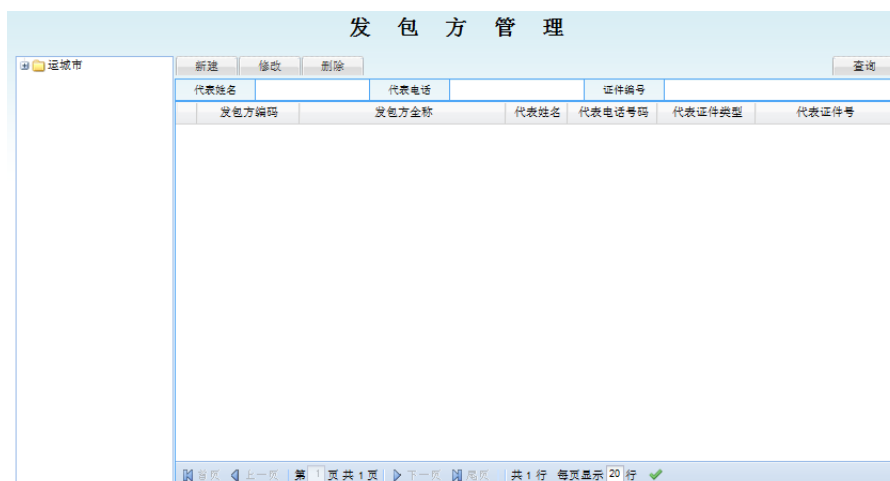 发 包 方 管 理
运城市
新建 修改 删除 查询
代表姓名 代表电话 证件编号
发包方编码 发包方全称 代表姓名 代表电话号码 代表证件类型 代表证件号
首页 上一页 第 1 页 共 1 页 下一页 尾页 共 1 行 每页显示 20 行